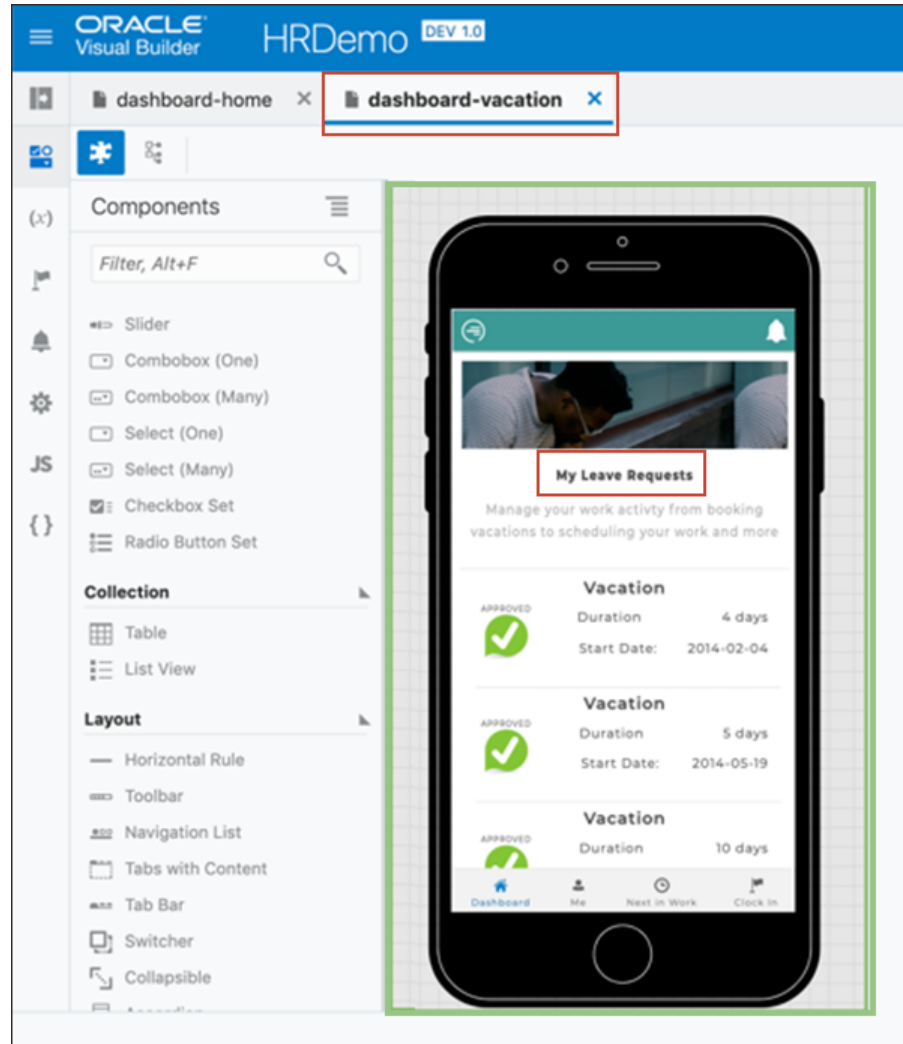 ORACLE
Visual Builder
HRDemo DEV 1.0
dashboard-home × dashboard-vacation ×
Components
(x)
Filter, Alt+F
Slider
Combobox (One)
Combobox (Many)
Select (One)
JS
Select (Many)
Checkbox Set
{ }
Radio Button Set
Collection
Table
List View
Layout
Horizontal Rule
Toolbar
Navigation List
Tabs with Content
Tab Bar
Switcher
Collapsible
My Leave Requests
Manage your work activty from booking
vacations to scheduling your work and more
Vacation
APPROVED
Duration 4 days
Start Date: 2014-02-04
Vacation
APPROVED
Duration 5 days
Start Date: 2014-05-19
Vacation
APPROVED
Duration 10 days
Dashboard Me Next in Work Clock In